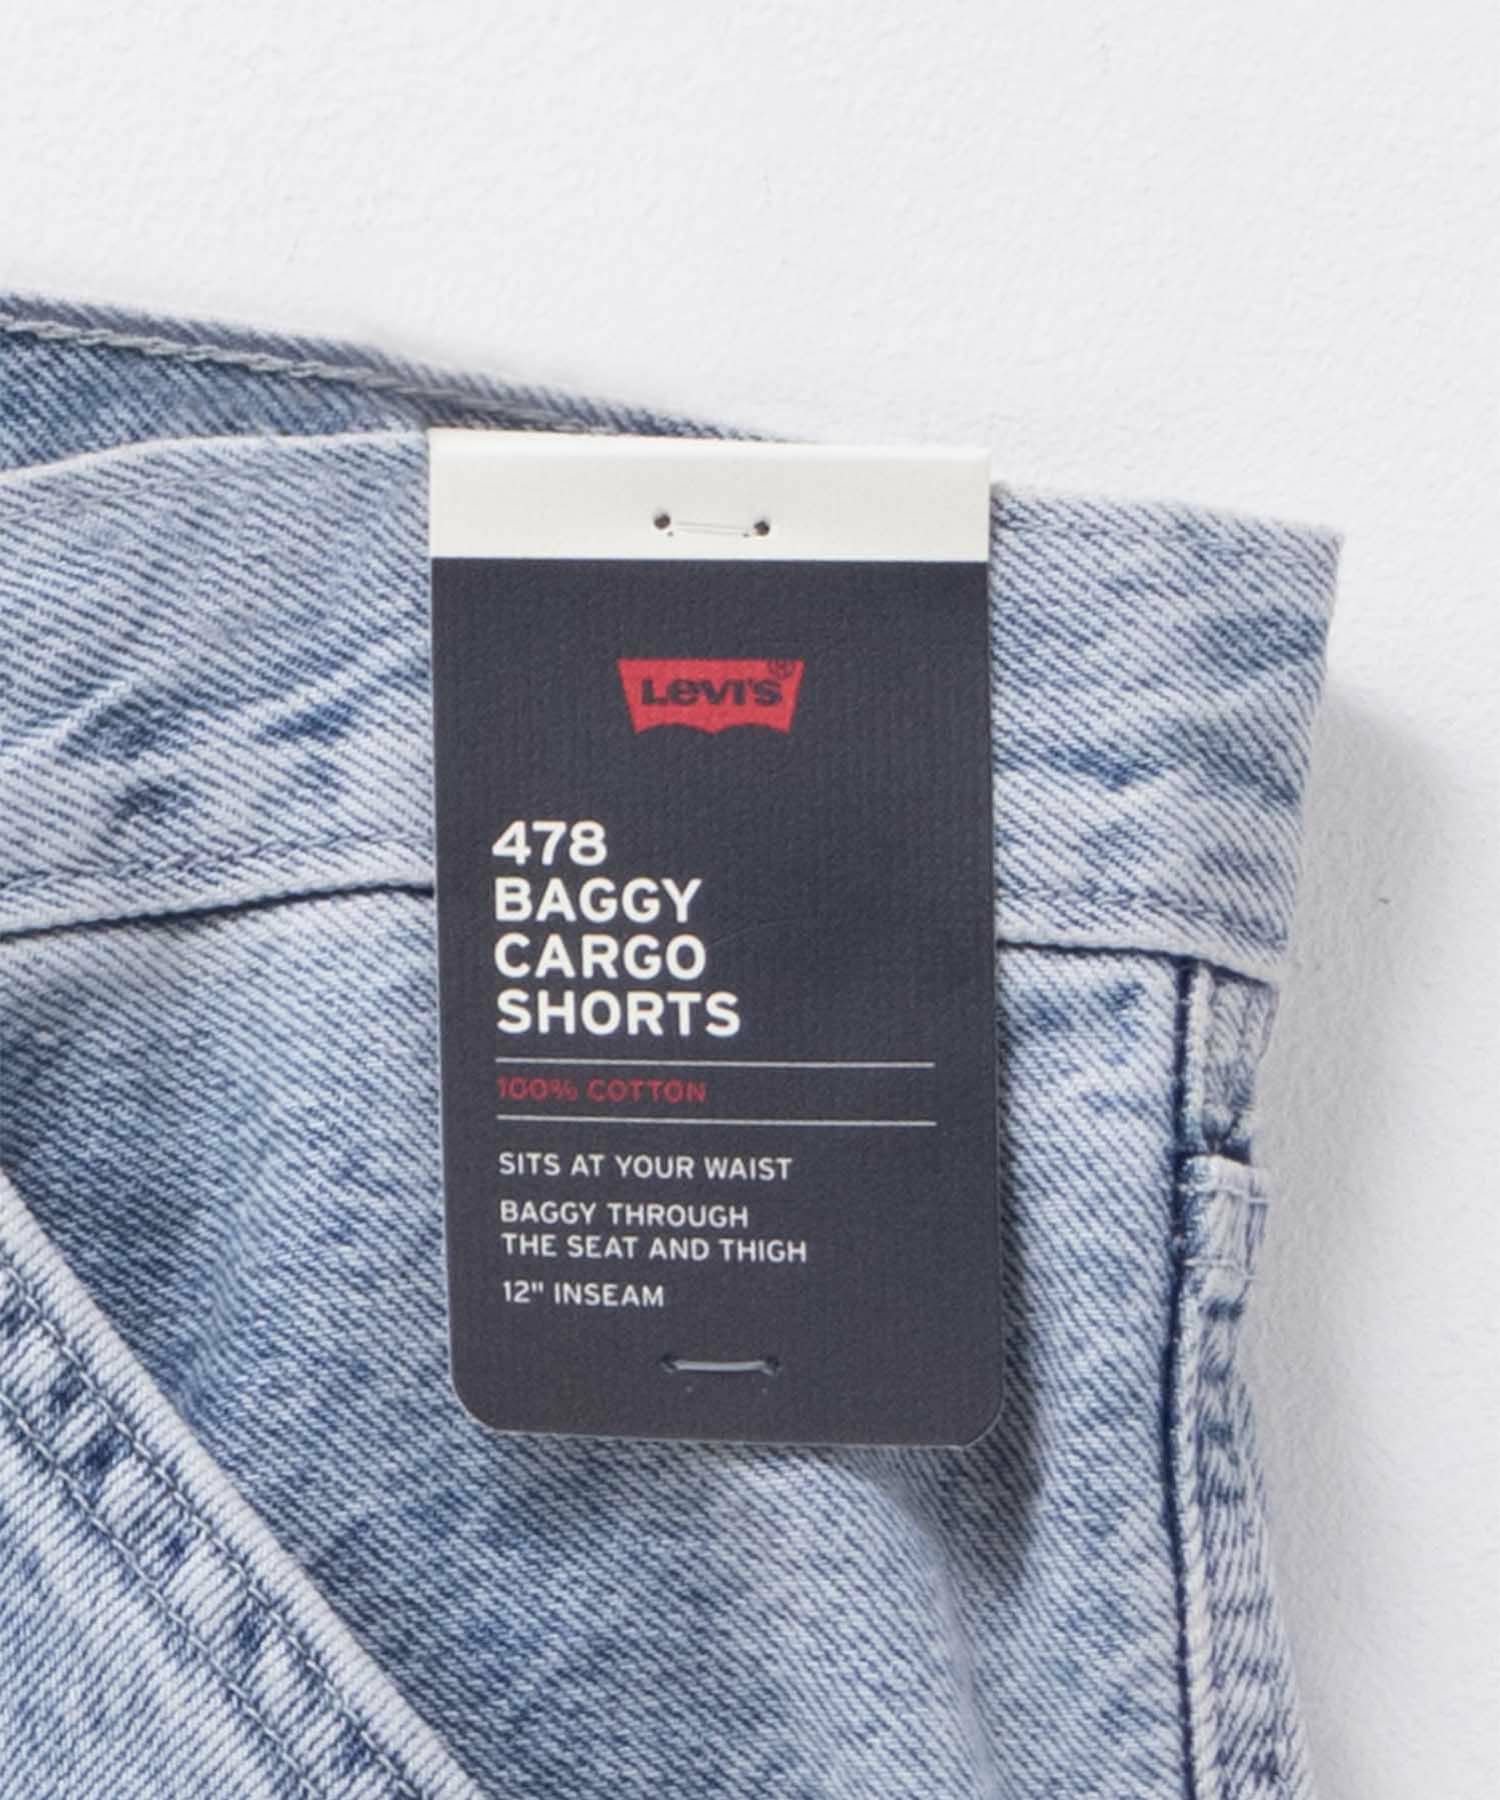 Levi's ®
478
BAGGY
CARGO
SHORTS
100% COTTON
SITS AT YOUR WAIST
BAGGY THROUGH
THE SEAT AND THIGH
12" INSEAM